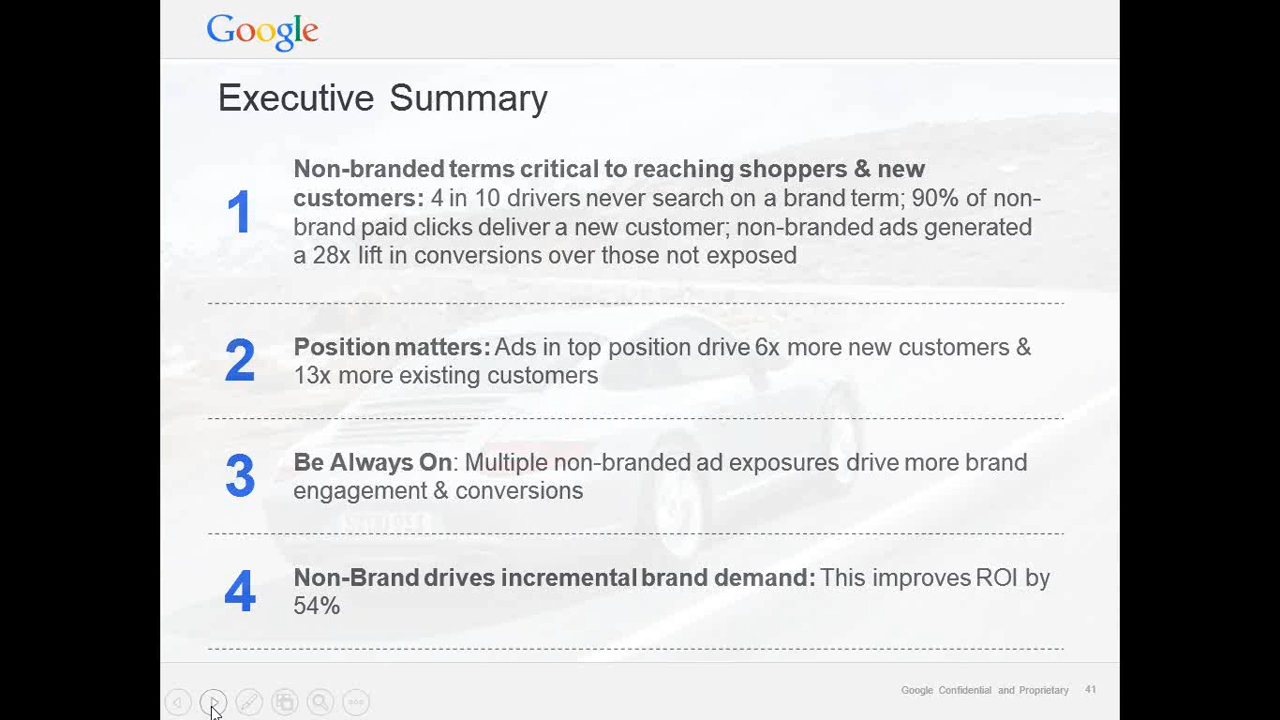 Google
Executive Summary
1
Non-branded terms critical to reaching shoppers & new
customers: 4 in 10 drivers never search on a brand term; 90% of non-
brand paid clicks deliver a new customer; non-branded ads generated
a 28x lift in conversions over those not exposed
2
Position matters: Ads in top position drive 6x more new customers &
13x more existing customers
3
Be Always On: Multiple non-branded ad exposures drive more brand
engagement & conversions
4
Non-Brand drives incremental brand demand: This improves ROI by
54%
Google Confidential and Proprietary 41